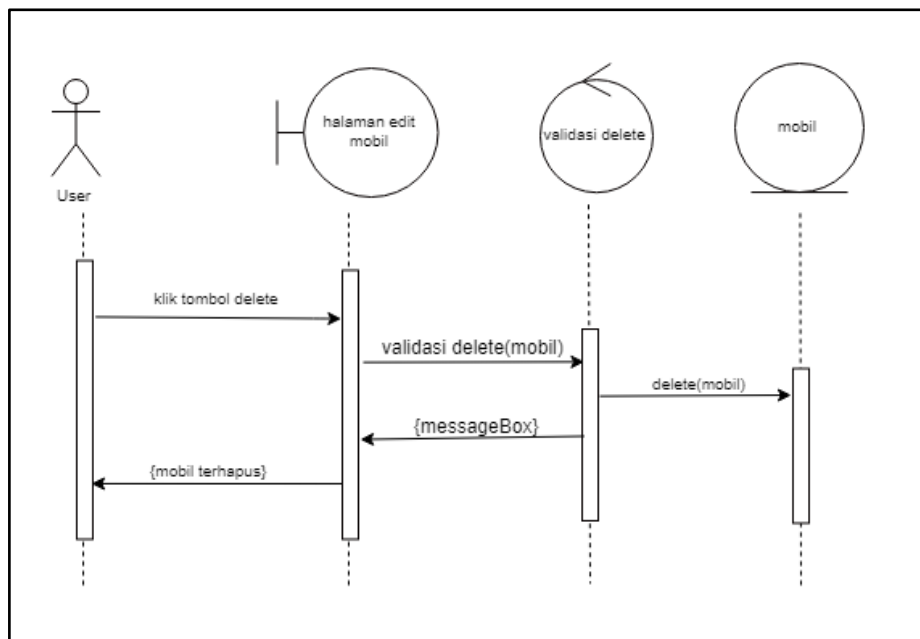 halaman edit
mobil
validasi delete
mobil
User
klik tombol delete
validasi delete(mobil)
delete(mobil)
{messageBox}
{mobil terhapus}